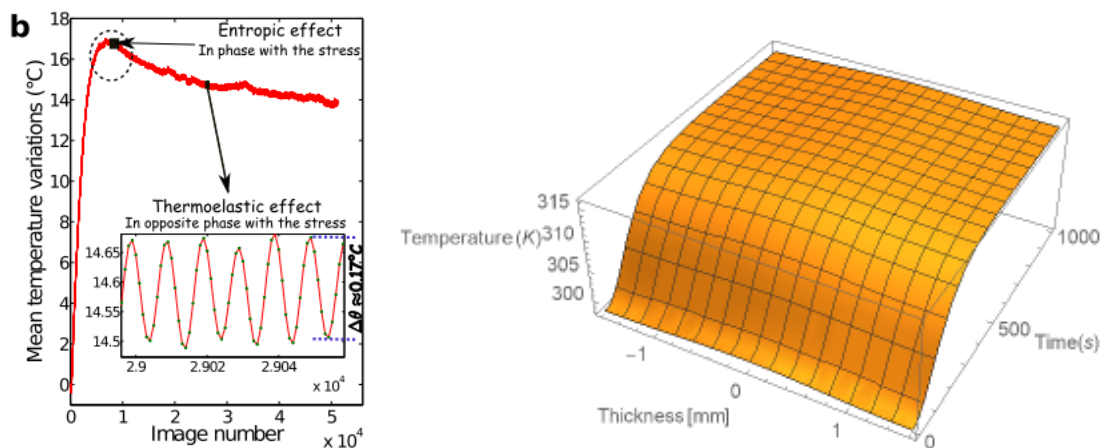 b
Mean temperature variations (°C)
18
16
14
12
10
8
6
4
2
0
Entropic effect
In phase with the stress
Thermoelastic effect
In opposite phase with the stress
14.65
14.6
14.55
14.5
Δθ≈0.17°C
2.9 2.902 2.904
x 10⁴
0 1 2 3 4 5
x 10⁴
Image number
315
310
305
300
Temperature (K)
-1
0
1
Thickness [mm]
0
500
1000
Time(s)